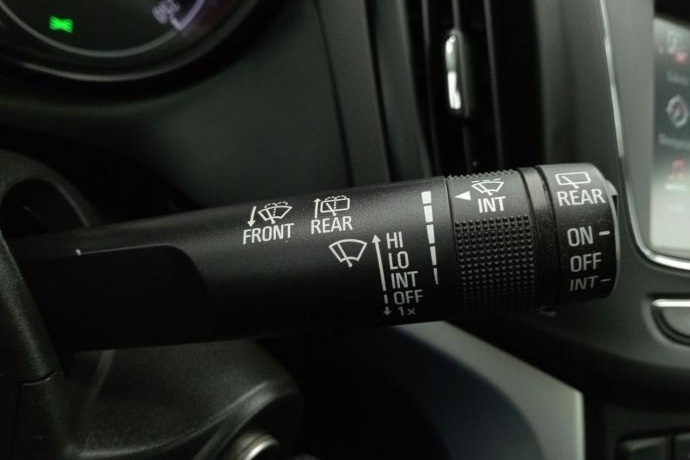 FRONT
REAR
HI
LO
INT
OFF
1x
INT
REAR
ON
OFF
INT